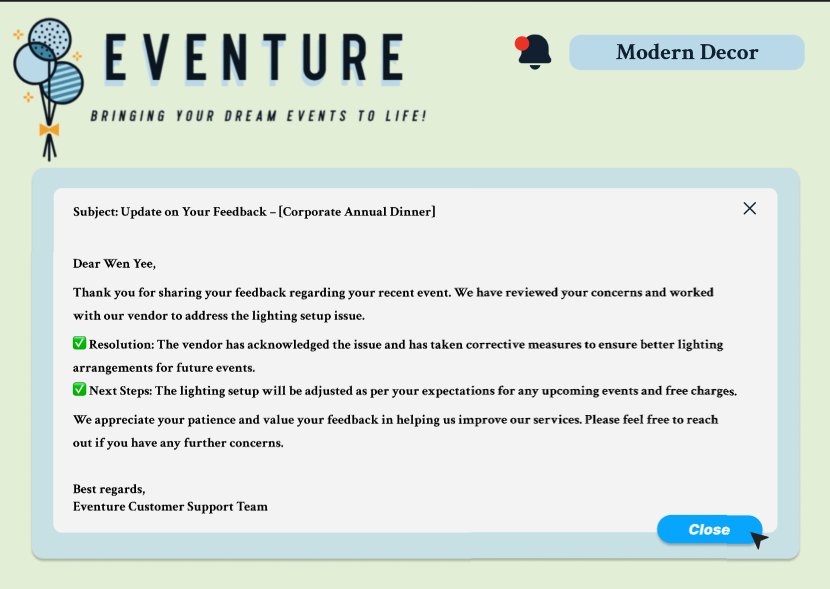 EVENTURE
BRINGING YOUR DREAM EVENTS TO LIFE!
Modern Decor
Subject: Update on Your Feedback – [Corporate Annual Dinner]
Dear Wen Yee,
Thank you for sharing your feedback regarding your recent event. We have reviewed your concerns and worked
with our vendor to address the lighting setup issue.
✅ Resolution: The vendor has acknowledged the issue and has taken corrective measures to ensure better lighting
arrangements for future events.
✅ Next Steps: The lighting setup will be adjusted as per your expectations for any upcoming events and free charges.
We appreciate your patience and value your feedback in helping us improve our services. Please feel free to reach
out if you have any further concerns.
Best regards,
Eventure Customer Support Team
Close